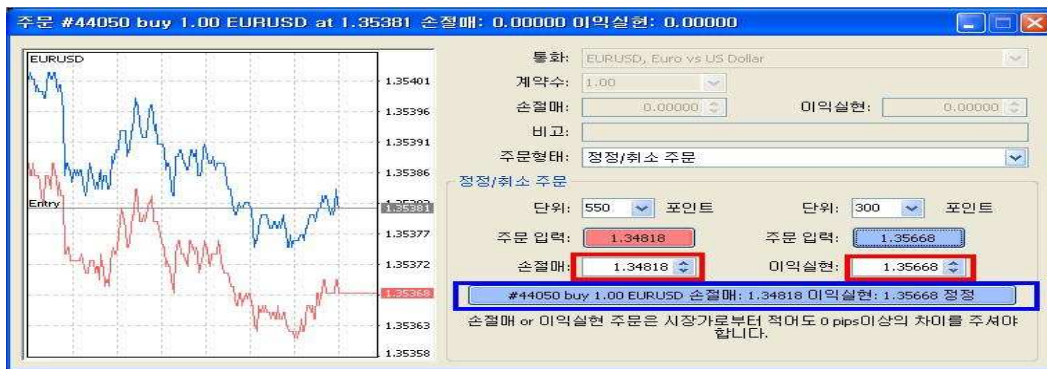 주문 #44050 buy 1.00 EURUSD at 1.35381 손절매: 0.00000 이익실현: 0.00000
EURUSD
1.35401
1.35396
1.35391
1.35386
Entry
1.35381
1.35377
1.35372
1.35368
1.35363
1.35358
통화: EURUSD, Euro vs US Dollar
계약수: 1.00
손절매: 0.00000 이익실현: 0.00000
비고:
주문형태: 정정/취소 주문
정정/취소 주문
단위: 550 포인트 단위: 300 포인트
주문 입력: 1.34818 주문 입력: 1.35668
손절매: 1.34818 이익실현: 1.35668
#44050 buy 1.00 EURUSD 손절매: 1.34818 이익실현: 1.35668 정정
손절매 or 이익실현 주문은 시장가로부터 적어도 0 pips이상의 차이를 주셔야
합니다.